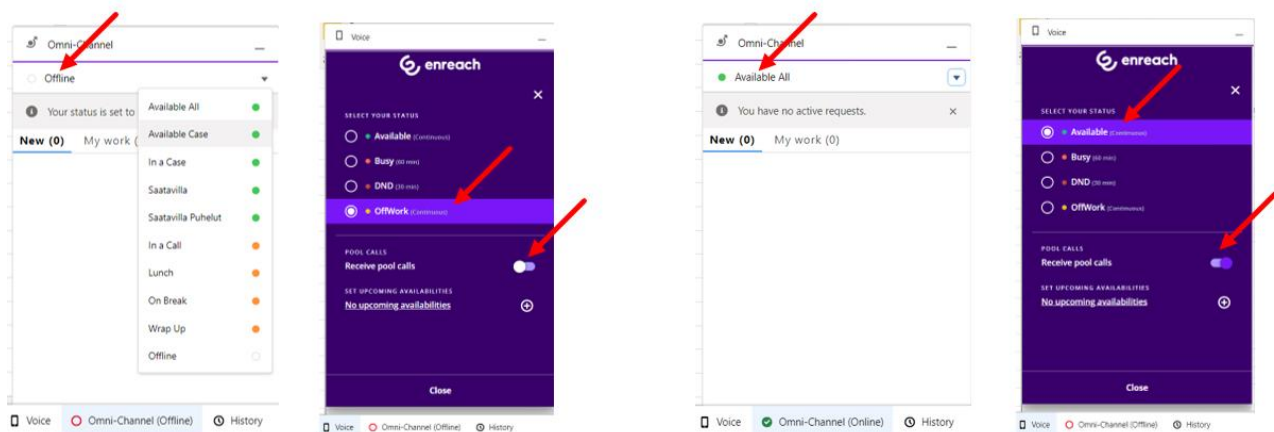 Omni-Channel
Offline
Your status is set to
New (0) My work (
Available All
Available Case
In a Case
Saatavilla
Saatavilla Puhelut
In a Call
Lunch
On Break
Wrap Up
Offline
Voice Omni-Channel (Offline) History
Voice
enreach
SELECT YOUR STATUS
Available (Continuous)
Busy (60 min)
DND (30 min)
OffWork (Continuous)
POOL CALLS
Receive pool calls
SET UPCOMING AVAILABILITIES
No upcoming availabilities
Close
Voice Omni-Channel (Offline) History
Omni-Channel
Available All
You have no active requests.
New (0) My work (0)
Voice Omni-Channel (Online) History
Voice
enreach
SELECT YOUR STATUS
Available (Continuous)
Busy (60 min)
DND (30 min)
OffWork (Continuous)
POOL CALLS
Receive pool calls
SET UPCOMING AVAILABILITIES
No upcoming availabilities
Close
Voice Omni-Channel (Offline) History